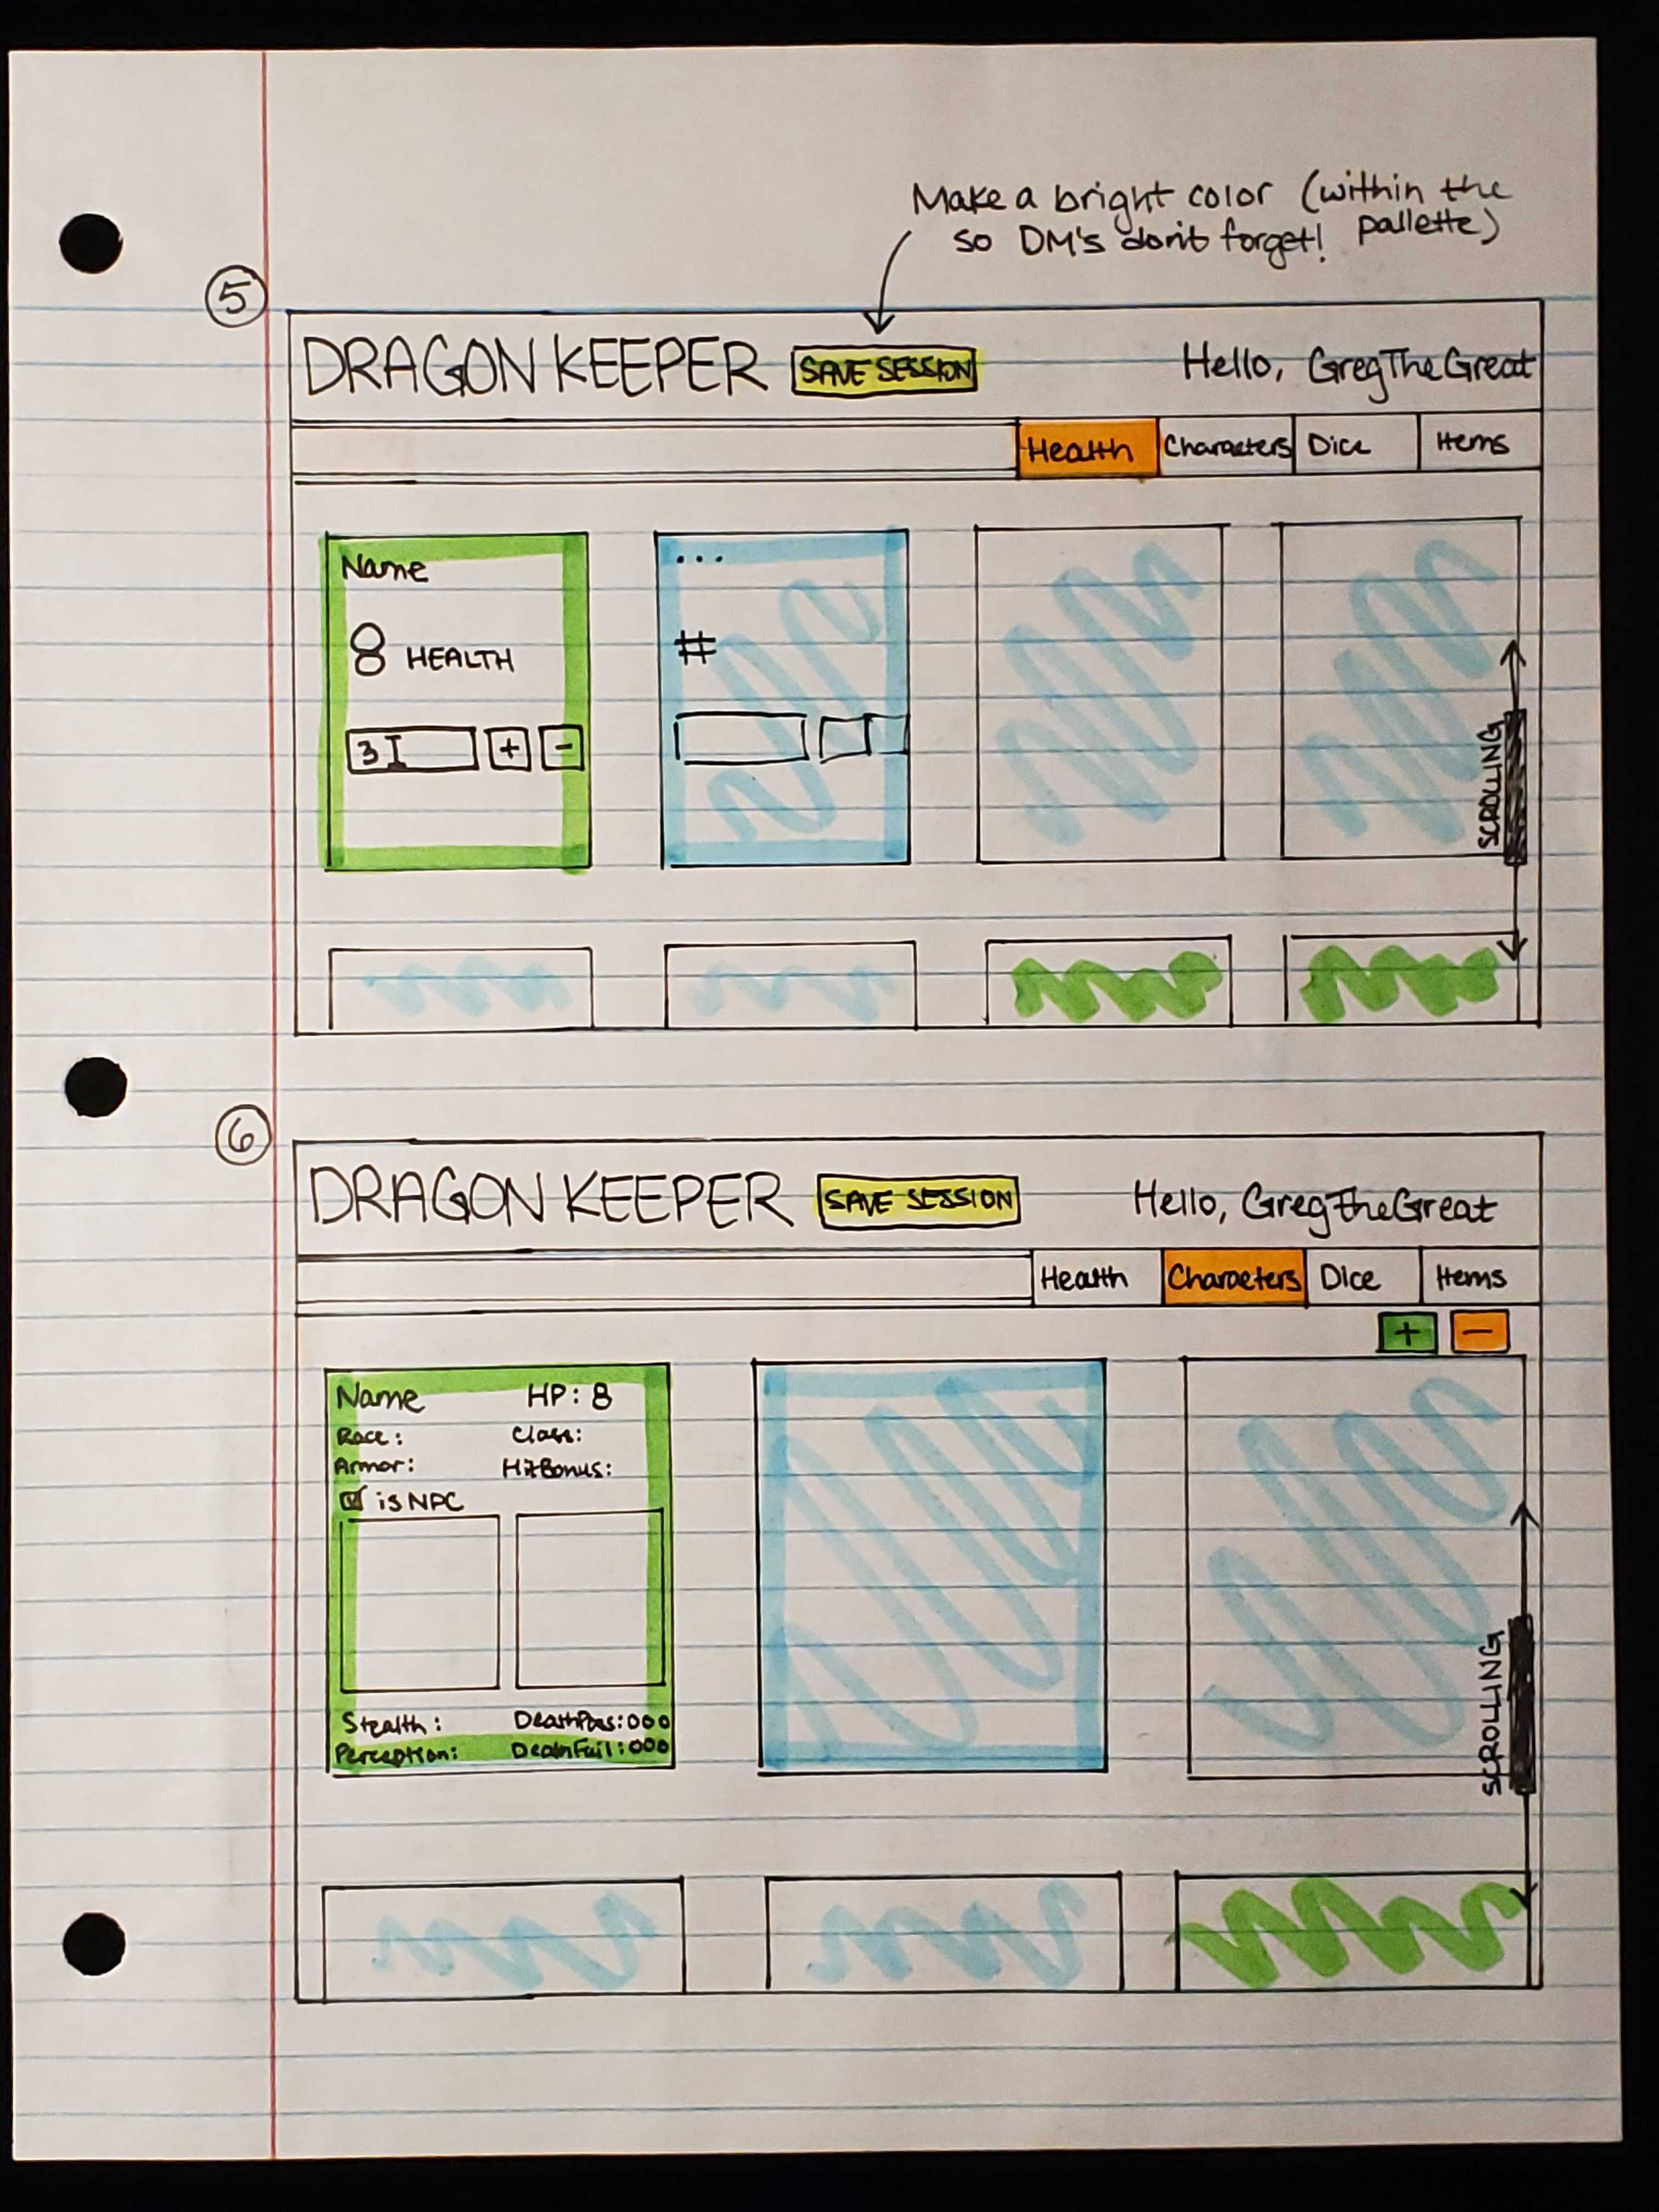 Make a bright color (within the
so DM's don't forget! pallette)
5
DRAGON KEEPER SAVE SESSION Hello, GregTheGreat
Health Characters Dice Items
Name
...
8 HEALTH
#
3 + -
SCROLLING
6
DRAGON KEEPER SAVE SESSION Hello, GregTheGreat
Health Characters Dice Items
+ -
Name HP: 8
Race: Class:
Armor: HitBonus:
isNPC
Stealth: DeathPass:000
Perception: DeathFail:000
SCROLLING